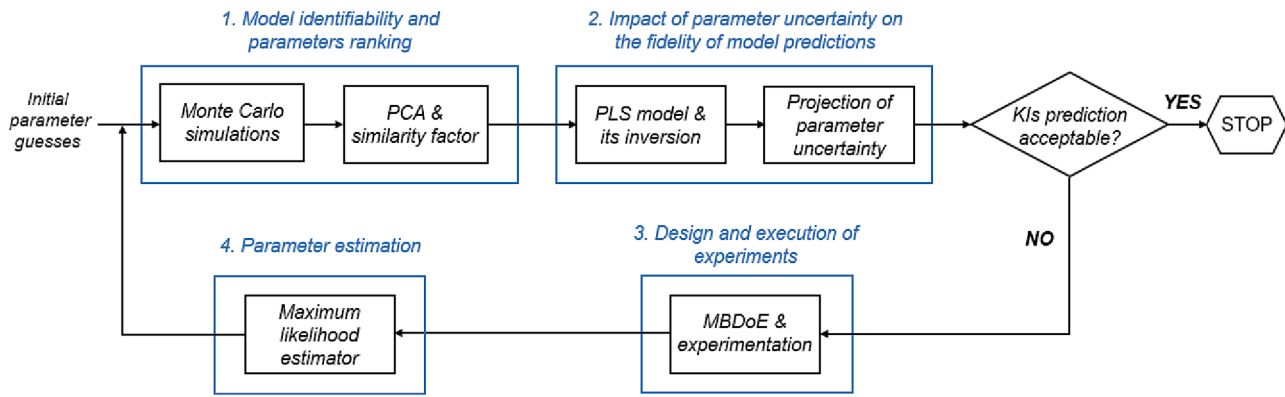 1. Model identifiability and
parameters ranking
2. Impact of parameter uncertainty on
the fidelity of model predictions
Initial
parameter
guesses
Monte Carlo
simulations
PCA &
similarity factor
PLS model &
its inversion
Projection of
parameter
uncertainty
KIs prediction
acceptable?
YES
STOP
NO
4. Parameter estimation
3. Design and execution of
experiments
Maximum
likelihood
estimator
MBDoE &
experimentation